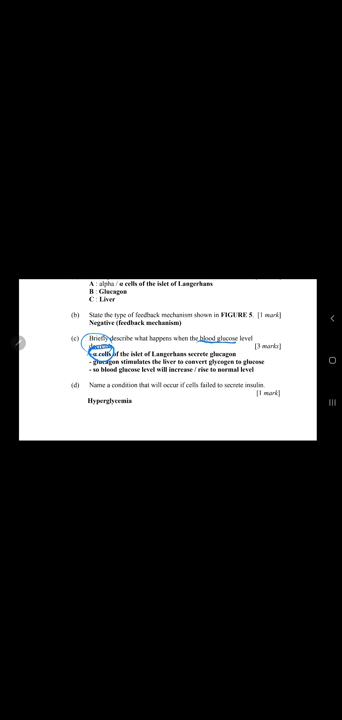 A : alpha / α cells of the islet of Langerhans
B : Glucagon
C : Liver
(b) State the type of feedback mechanism shown in FIGURE 5. [1 mark]
Negative (feedback mechanism)
(c) Briefly describe what happens when the blood glucose level
[3 marks]
- α cells of the islet of Langerhans secrete glucagon
- glucagon stimulates the liver to convert glycogen to glucose
- so blood glucose level will increase / rise to normal level
(d) Name a condition that will occur if cells failed to secrete insulin.
[1 mark]
Hyperglycemia